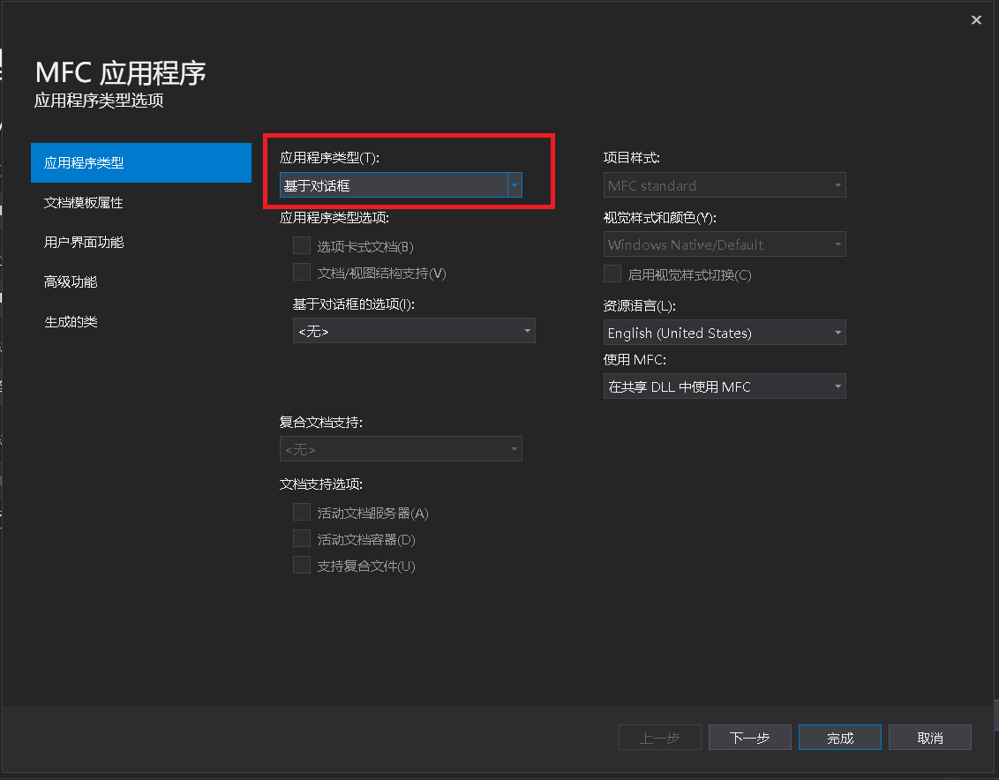 MFC 应用程序
应用程序类型选项
应用程序类型
文档模板属性
用户界面功能
高级功能
生成的类
应用程序类型(T):
基于对话框
应用程序类型选项:
选项卡式文档(B)
文档/视图结构支持(V)
基于对话框的选项(I):
<无>
复合文档支持:
<无>
文档支持选项:
活动文档服务器(A)
活动文档容器(D)
支持复合文件(U)
项目样式:
MFC standard
视觉样式和颜色(Y):
Windows Native/Default
启用视觉样式切换(C)
资源语言(L):
English (United States)
使用 MFC:
在共享 DLL 中使用 MFC
上一步
下一步
完成
取消